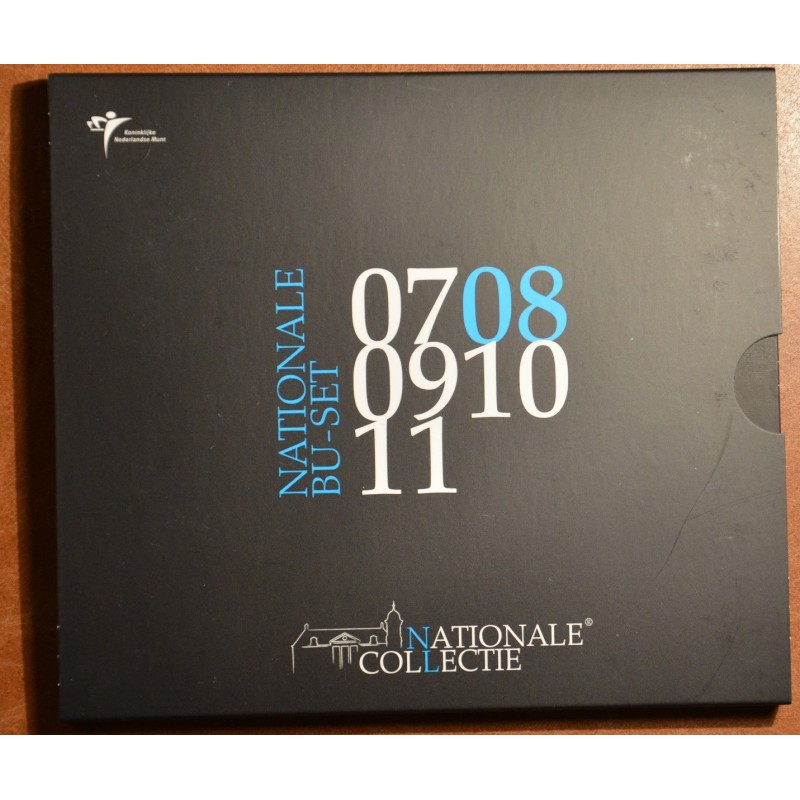 Koninklijke
Nederlandse Munt
NATIONALE
BU-SET
0708
0910
11
NATIONALE®
COLLECTIE